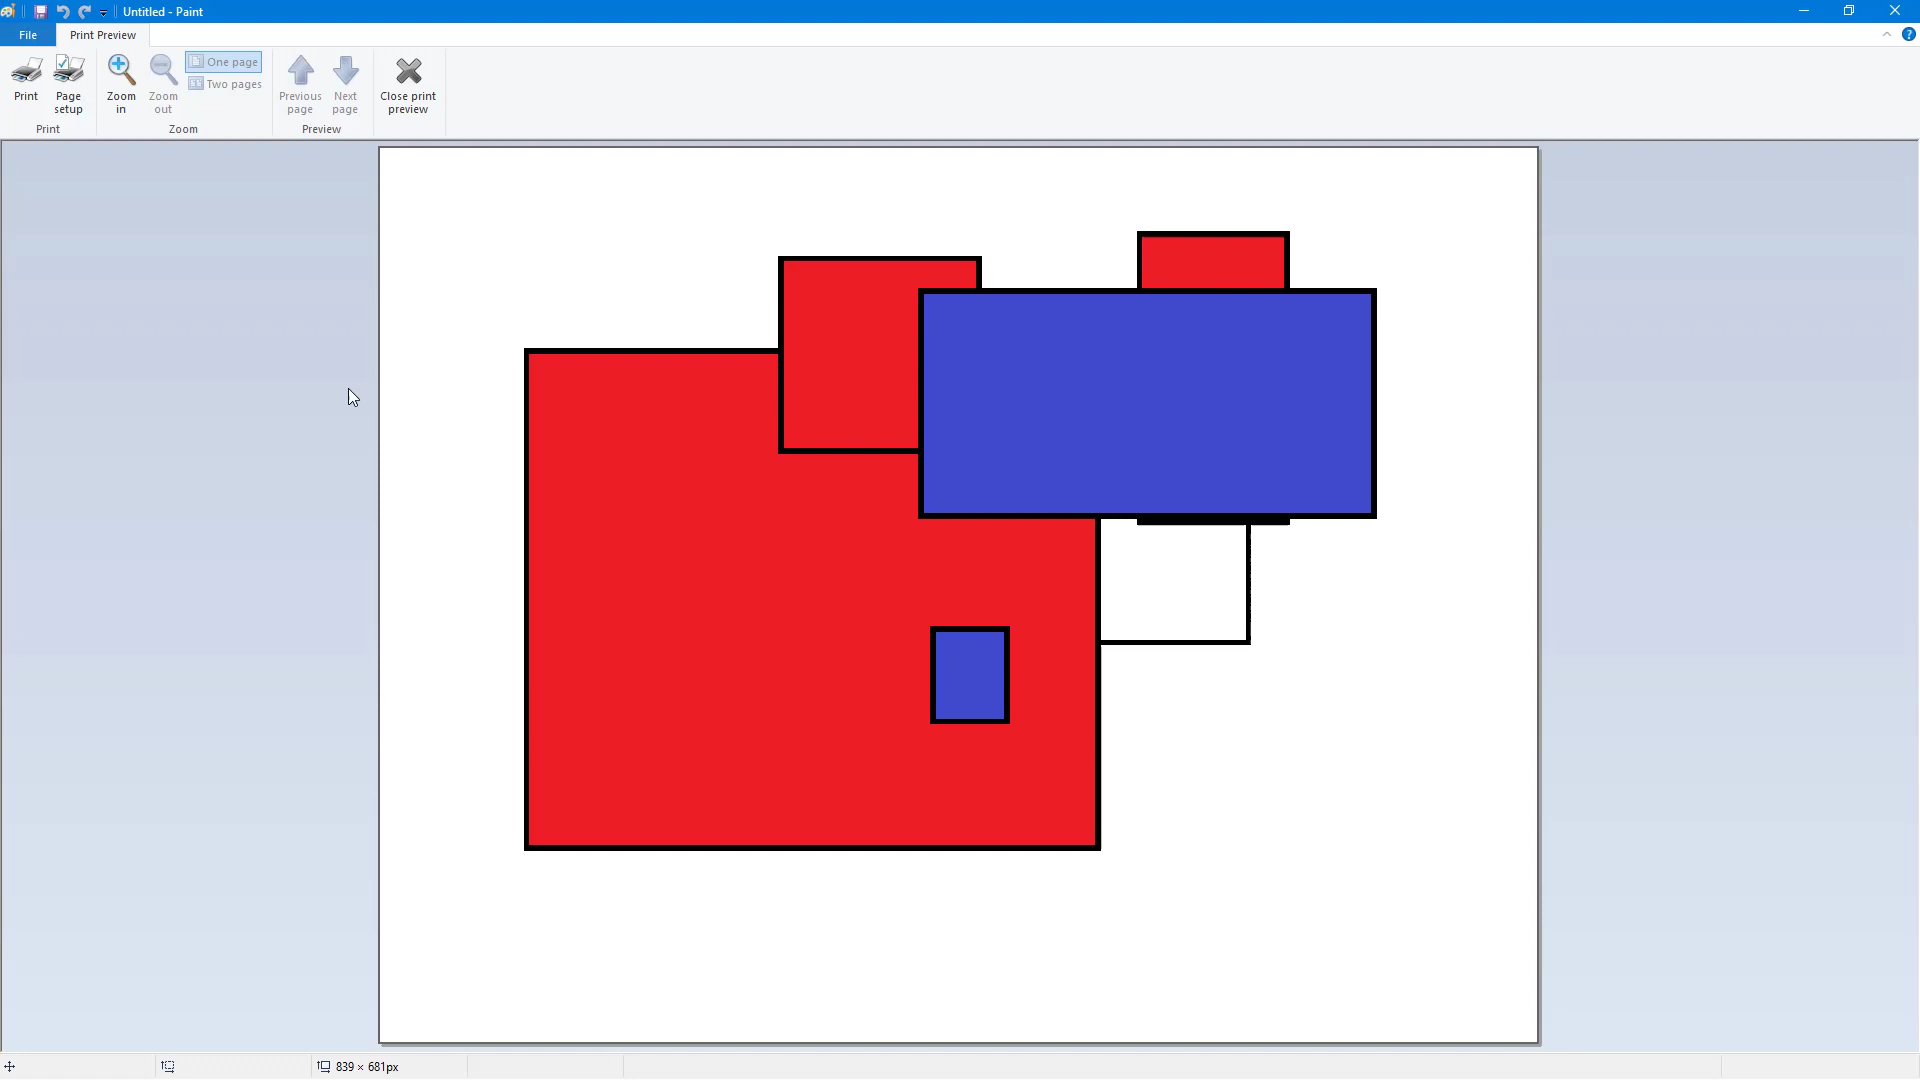 Untitled - Paint
File
Print Preview
Print
Page setup
Zoom in
Zoom out
One page
Two pages
Previous page
Next page
Close print preview
Print
Zoom
Preview
839 × 681px